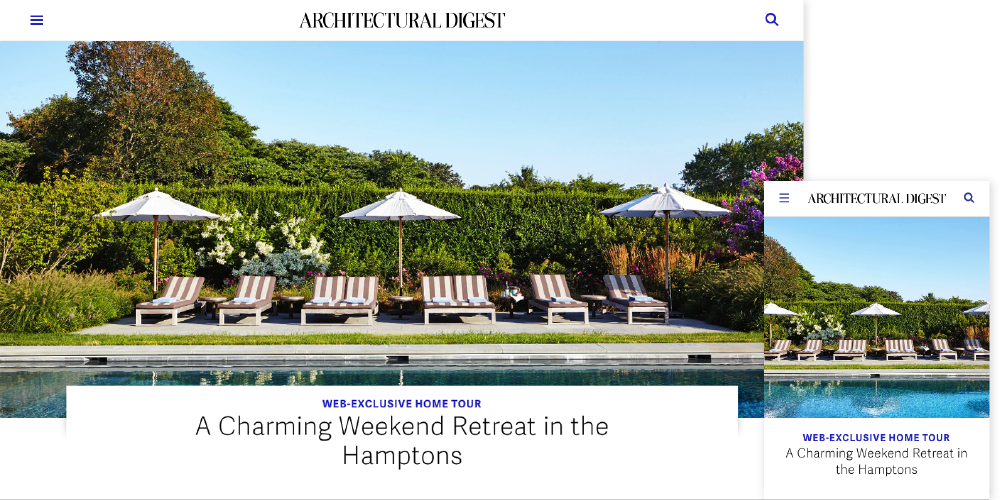 ARCHITECTURAL DIGEST
WEB-EXCLUSIVE HOME TOUR
A Charming Weekend Retreat in the
Hamptons
ARCHITECTURAL DIGEST
WEB-EXCLUSIVE HOME TOUR
A Charming Weekend Retreat in
the Hamptons